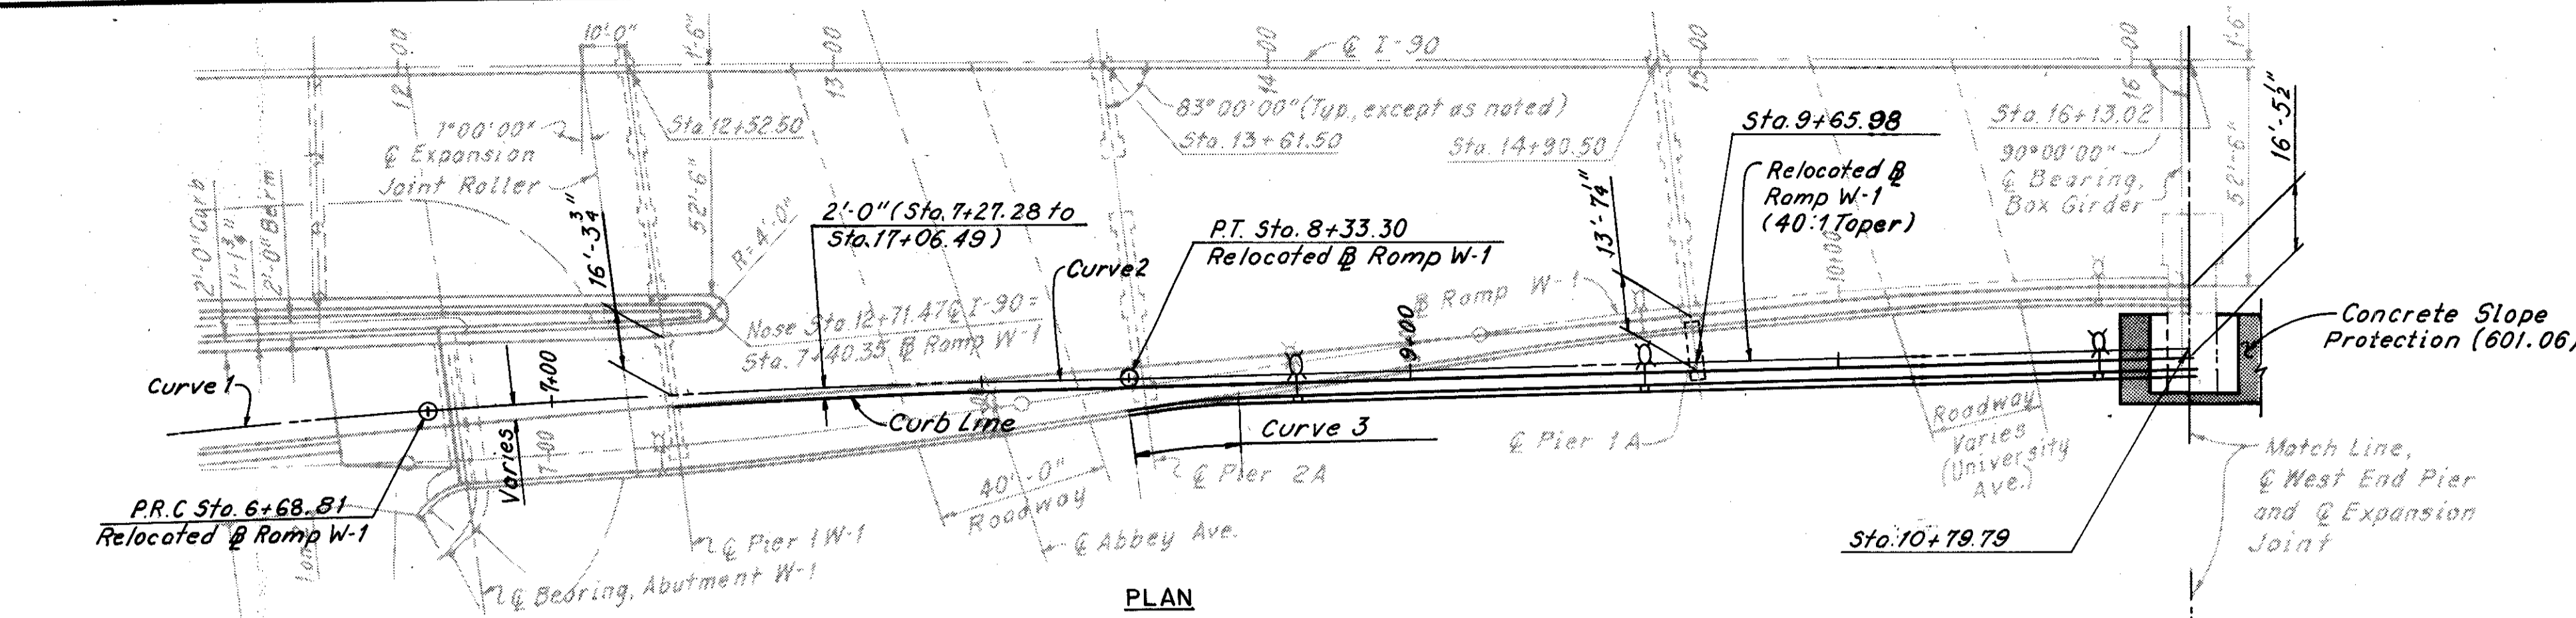 10'-0"
12+00
1'-6"
13+00
14+00
℄ I-90
15+00
16+00
1'-6"
7°00'00"
℄ Expansion
Joint Roller
Sta. 12+52.50
83°00'00" (Typ., except as noted)
Sta. 13+61.50
Sta. 14+90.50
Sta. 9+65.98
Sta. 16+13.02
90°00'00"
℄ Bearing,
Box Girder
16'-5½"
52'-6"
2'-0" Curb
2'-0" Berm
52'-6"
R=4'-0"
16'-3¾"
2'-0" (Sta. 7+27.28 to
Sta. 17+06.49)
P.T. Sta. 8+33.30
Relocated ⅊ Ramp W-1
Curve 2
13'-7¼"
Relocated ⅊
Ramp W-1
(40:1 Taper)
10+00
⅊ Ramp W-1
Nose Sta. 12+71.47 ℄ I-90 =
Sta. 7+40.35 ⅊ Ramp W-1
9+00
Concrete Slope
Protection (601.06)
Curve 1
7+00
Curb Line
Varies
7+00
Curve 3
℄ Pier 1A
Roadway
Varies
(University
Ave.)
Match Line,
℄ West End Pier
and ℄ Expansion
Joint
40'-0"
Roadway
℄ Pier 2A
P.R.C Sta. 6+68.81
Relocated ⅊ Ramp W-1
℄ Pier 1W-1
℄ Abbey Ave.
Sta. 10+79.79
℄ Bearing, Abutment W-1
PLAN